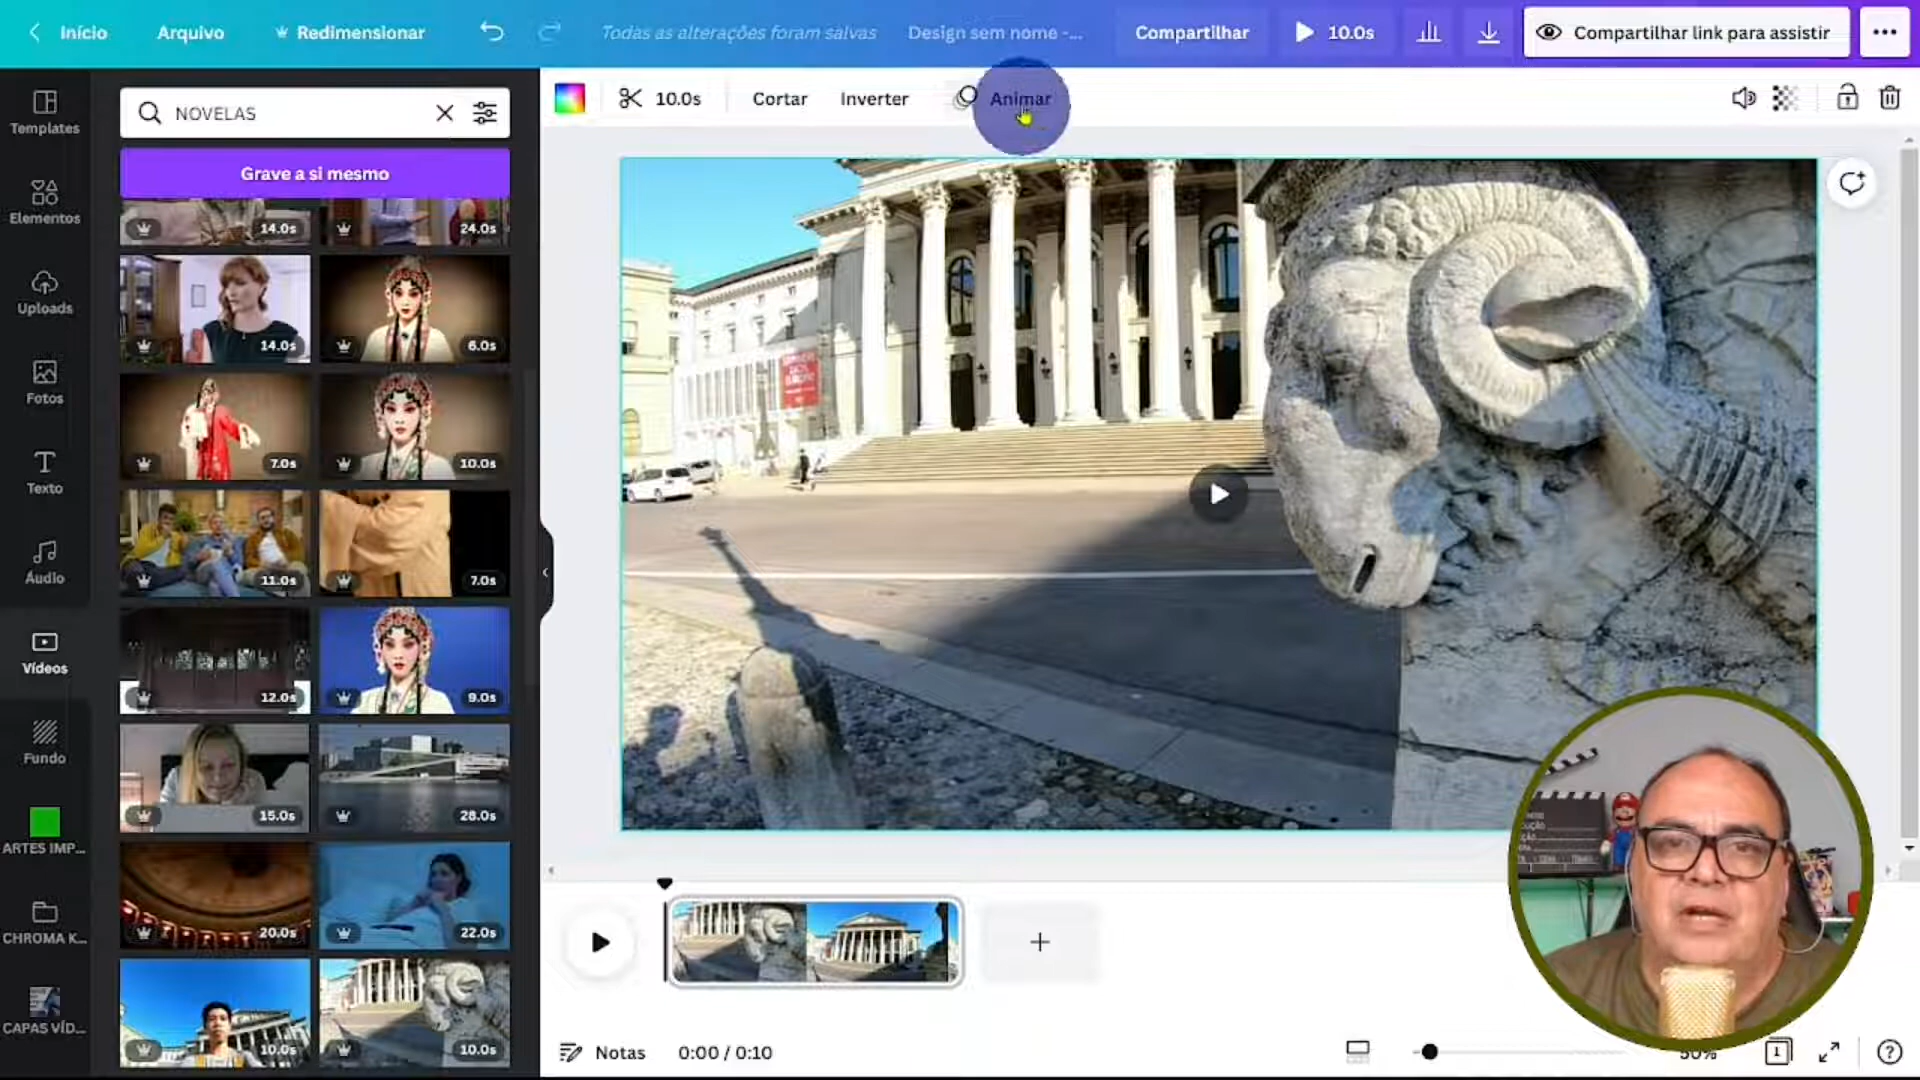 Início
Arquivo
Redimensionar
Todas as alterações foram salvas
Design sem nome -...
Compartilhar
10.0s
Compartilhar link para assistir
Templates
Elementos
Uploads
Fotos
Texto
Áudio
Vídeos
Fundo
ARTES IMP...
CHROMA K...
CAPAS VÍD...
NOVELAS
Grave a si mesmo
14.0s
24.0s
14.0s
6.0s
7.0s
10.0s
11.0s
7.0s
12.0s
9.0s
15.0s
28.0s
20.0s
22.0s
10.0s
10.0s
10.0s
Cortar
Inverter
Animar
Notas
0:00 / 0:10
50%
1